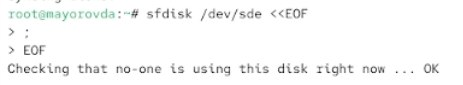 root@mayorovda:~# sfdisk /dev/sde <<EOF
> ;
> EOF
Checking that no-one is using this disk right now ... OK